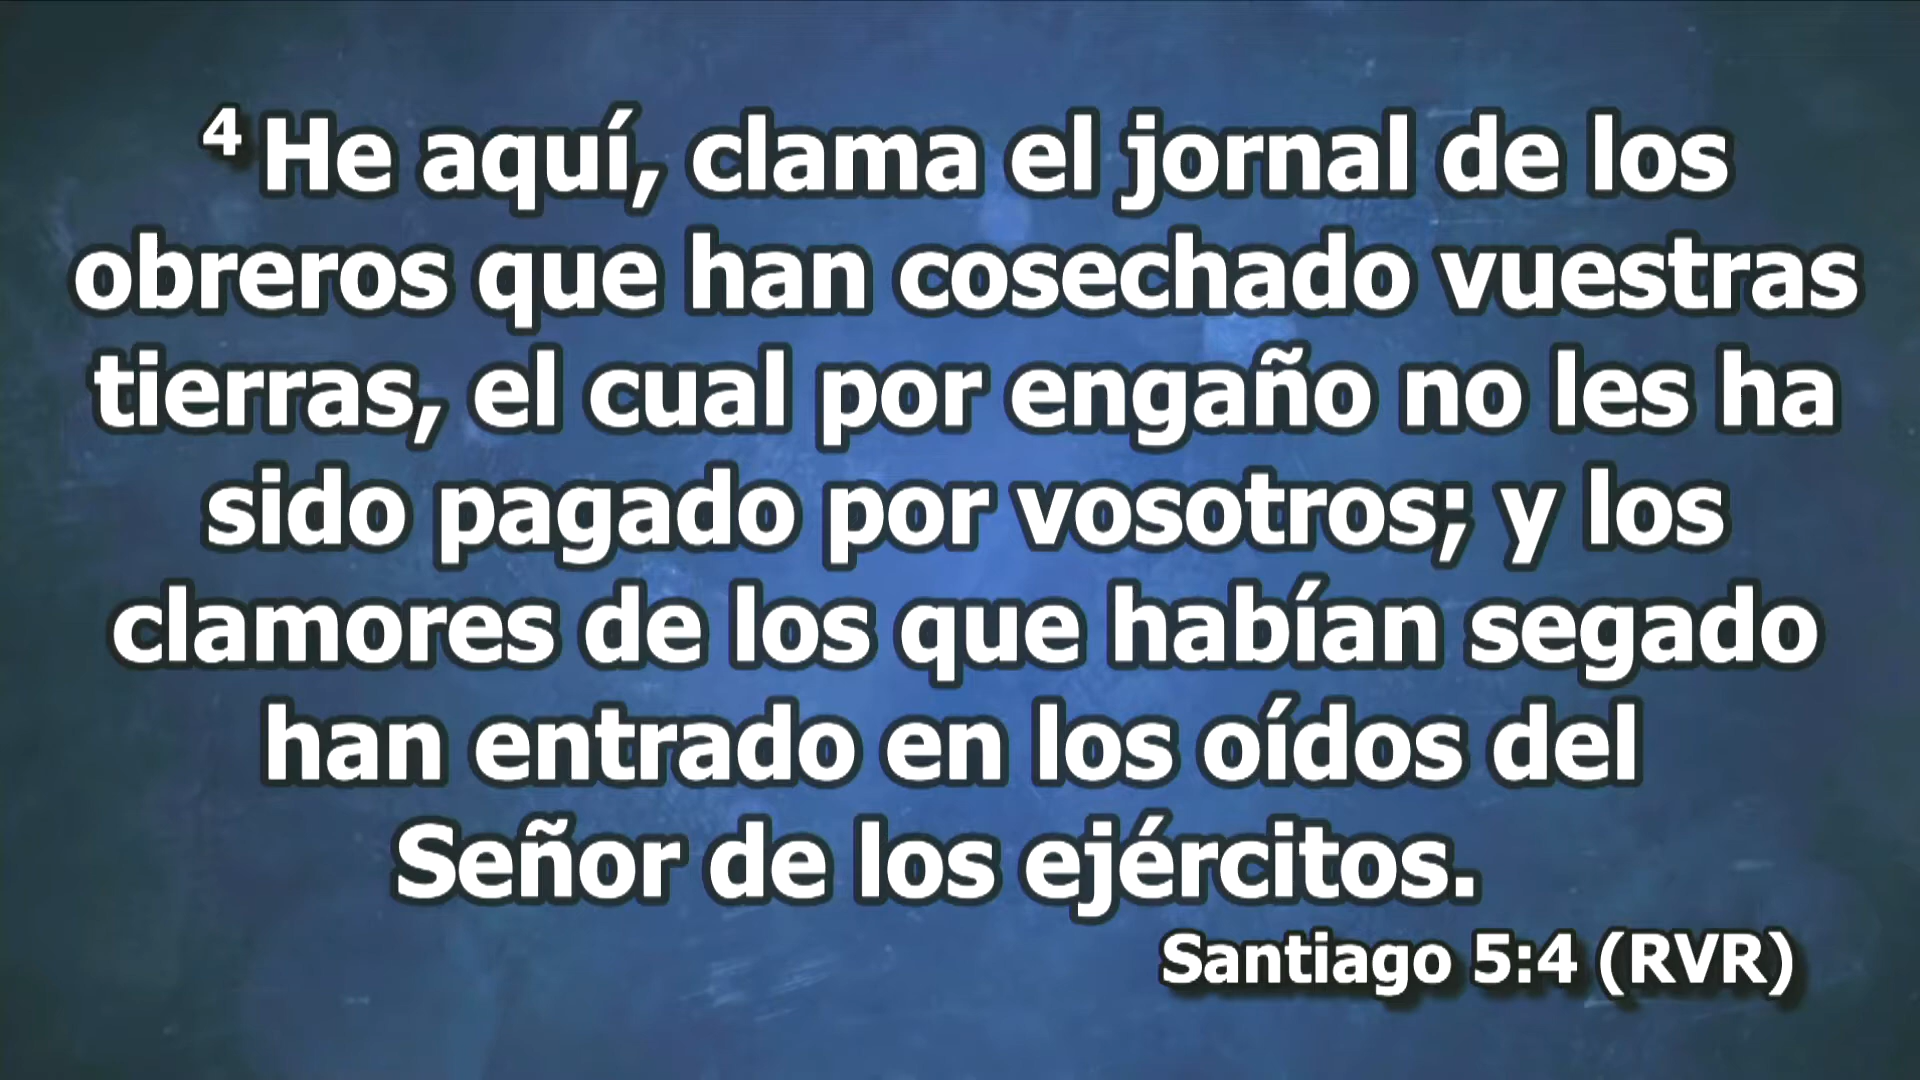 4 He aquí, clama el jornal de los
obreros que han cosechado vuestras
tierras, el cual por engaño no les ha
sido pagado por vosotros; y los
clamores de los que habían segado
han entrado en los oídos del
Señor de los ejércitos.
Santiago 5:4 (RVR)